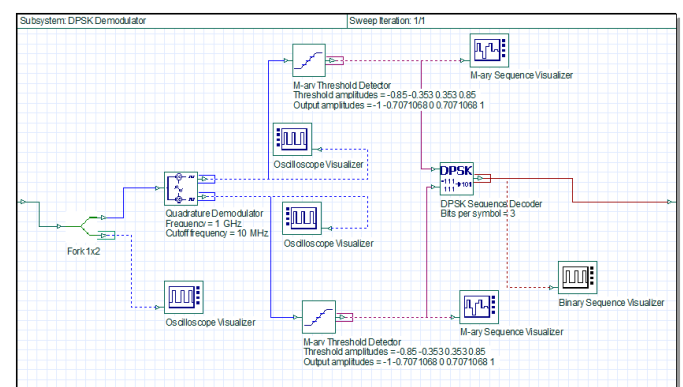 Subsystem: DPSK Demodulator
Sweep Iteration: 1/1
M-ary Sequence Visualizer
M-ary Threshold Detector
Threshold amplitudes = -0.85 -0.353 0.353 0.85
Output amplitudes = -1 -0.7071068 0 0.7071068 1
Oscilloscope Visualizer
DPSK
-111
111 →101
-111
DPSK Sequence Decoder
Bits per symbol = 3
Quadrature Demodulator
Frequency = 1 GHz
Cutoff frequency = 10 MHz
Oscilloscope Visualizer
Fork 1x2
Binary Sequence Visualizer
Oscilloscope Visualizer
M-ary Sequence Visualizer
M-ary Threshold Detector
Threshold amplitudes = -0.85 -0.353 0.353 0.85
Output amplitudes = -1 -0.7071068 0 0.7071068 1